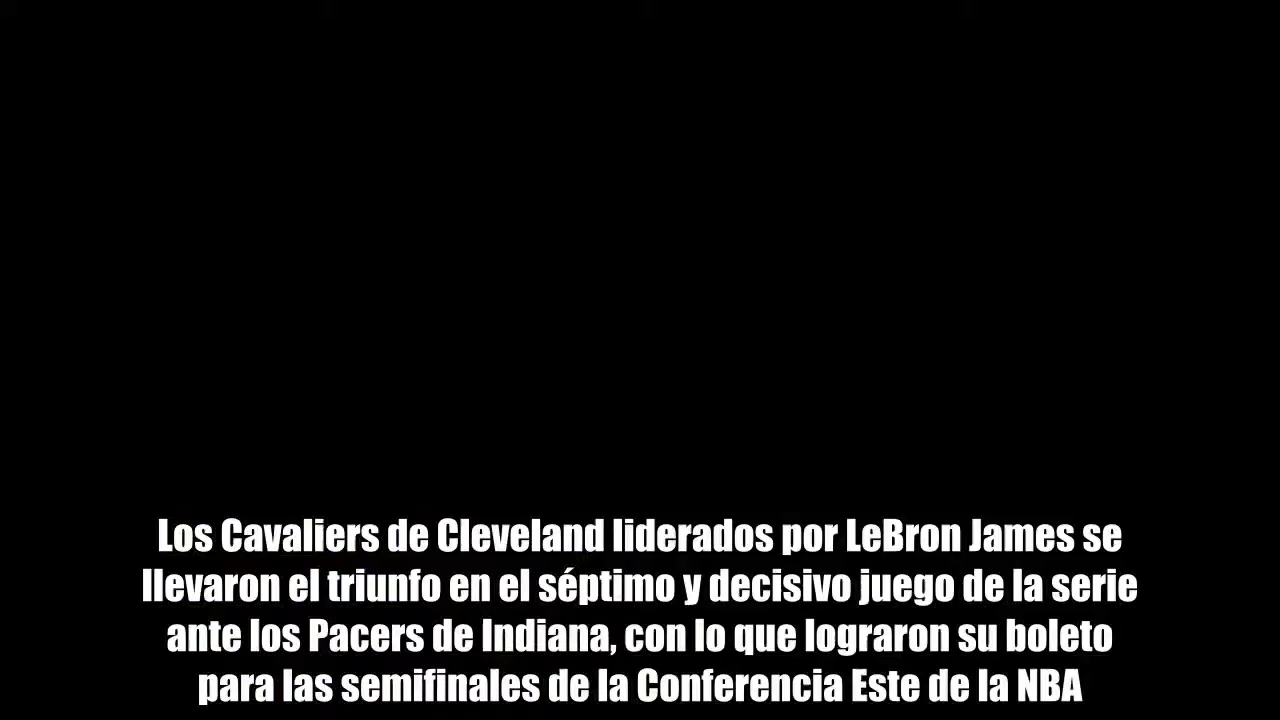 Los Cavaliers de Cleveland liderados por LeBron James se
llevaron el triunfo en el séptimo y decisivo juego de la serie
ante los Pacers de Indiana, con lo que lograron su boleto
para las semifinales de la Conferencia Este de la NBA